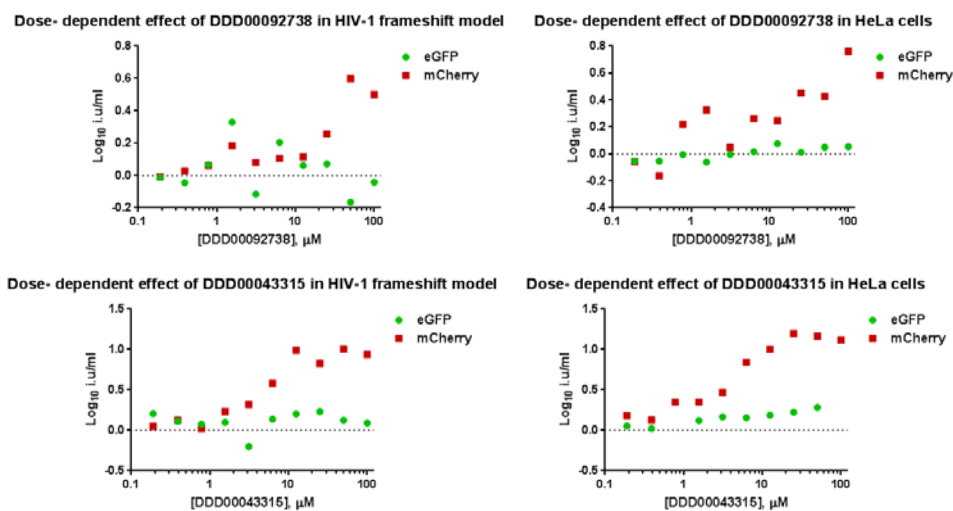 Dose- dependent effect of DDD00092738 in HIV-1 frameshift model
0.8
0.6
0.4
0.2
0.0
-0.2
Log10 i.u/ml
0.1
1
10
100
[DDD00092738], µM
eGFP
mCherry
Dose- dependent effect of DDD00092738 in HeLa cells
0.8
0.6
0.4
0.2
0.0
-0.2
-0.4
Log10 i.u/ml
0.1
1
10
100
[DDD00092738], µM
eGFP
mCherry
Dose- dependent effect of DDD00043315 in HIV-1 frameshift model
1.5
1.0
0.5
0.0
-0.5
Log10 i.u/ml
0.1
1
10
100
[DDD00043315], µM
eGFP
mCherry
Dose- dependent effect of DDD00043315 in HeLa cells
1.5
1.0
0.5
0.0
-0.5
Log10 i.u/ml
0.1
1
10
100
[DDD00043315], µM
eGFP
mCherry